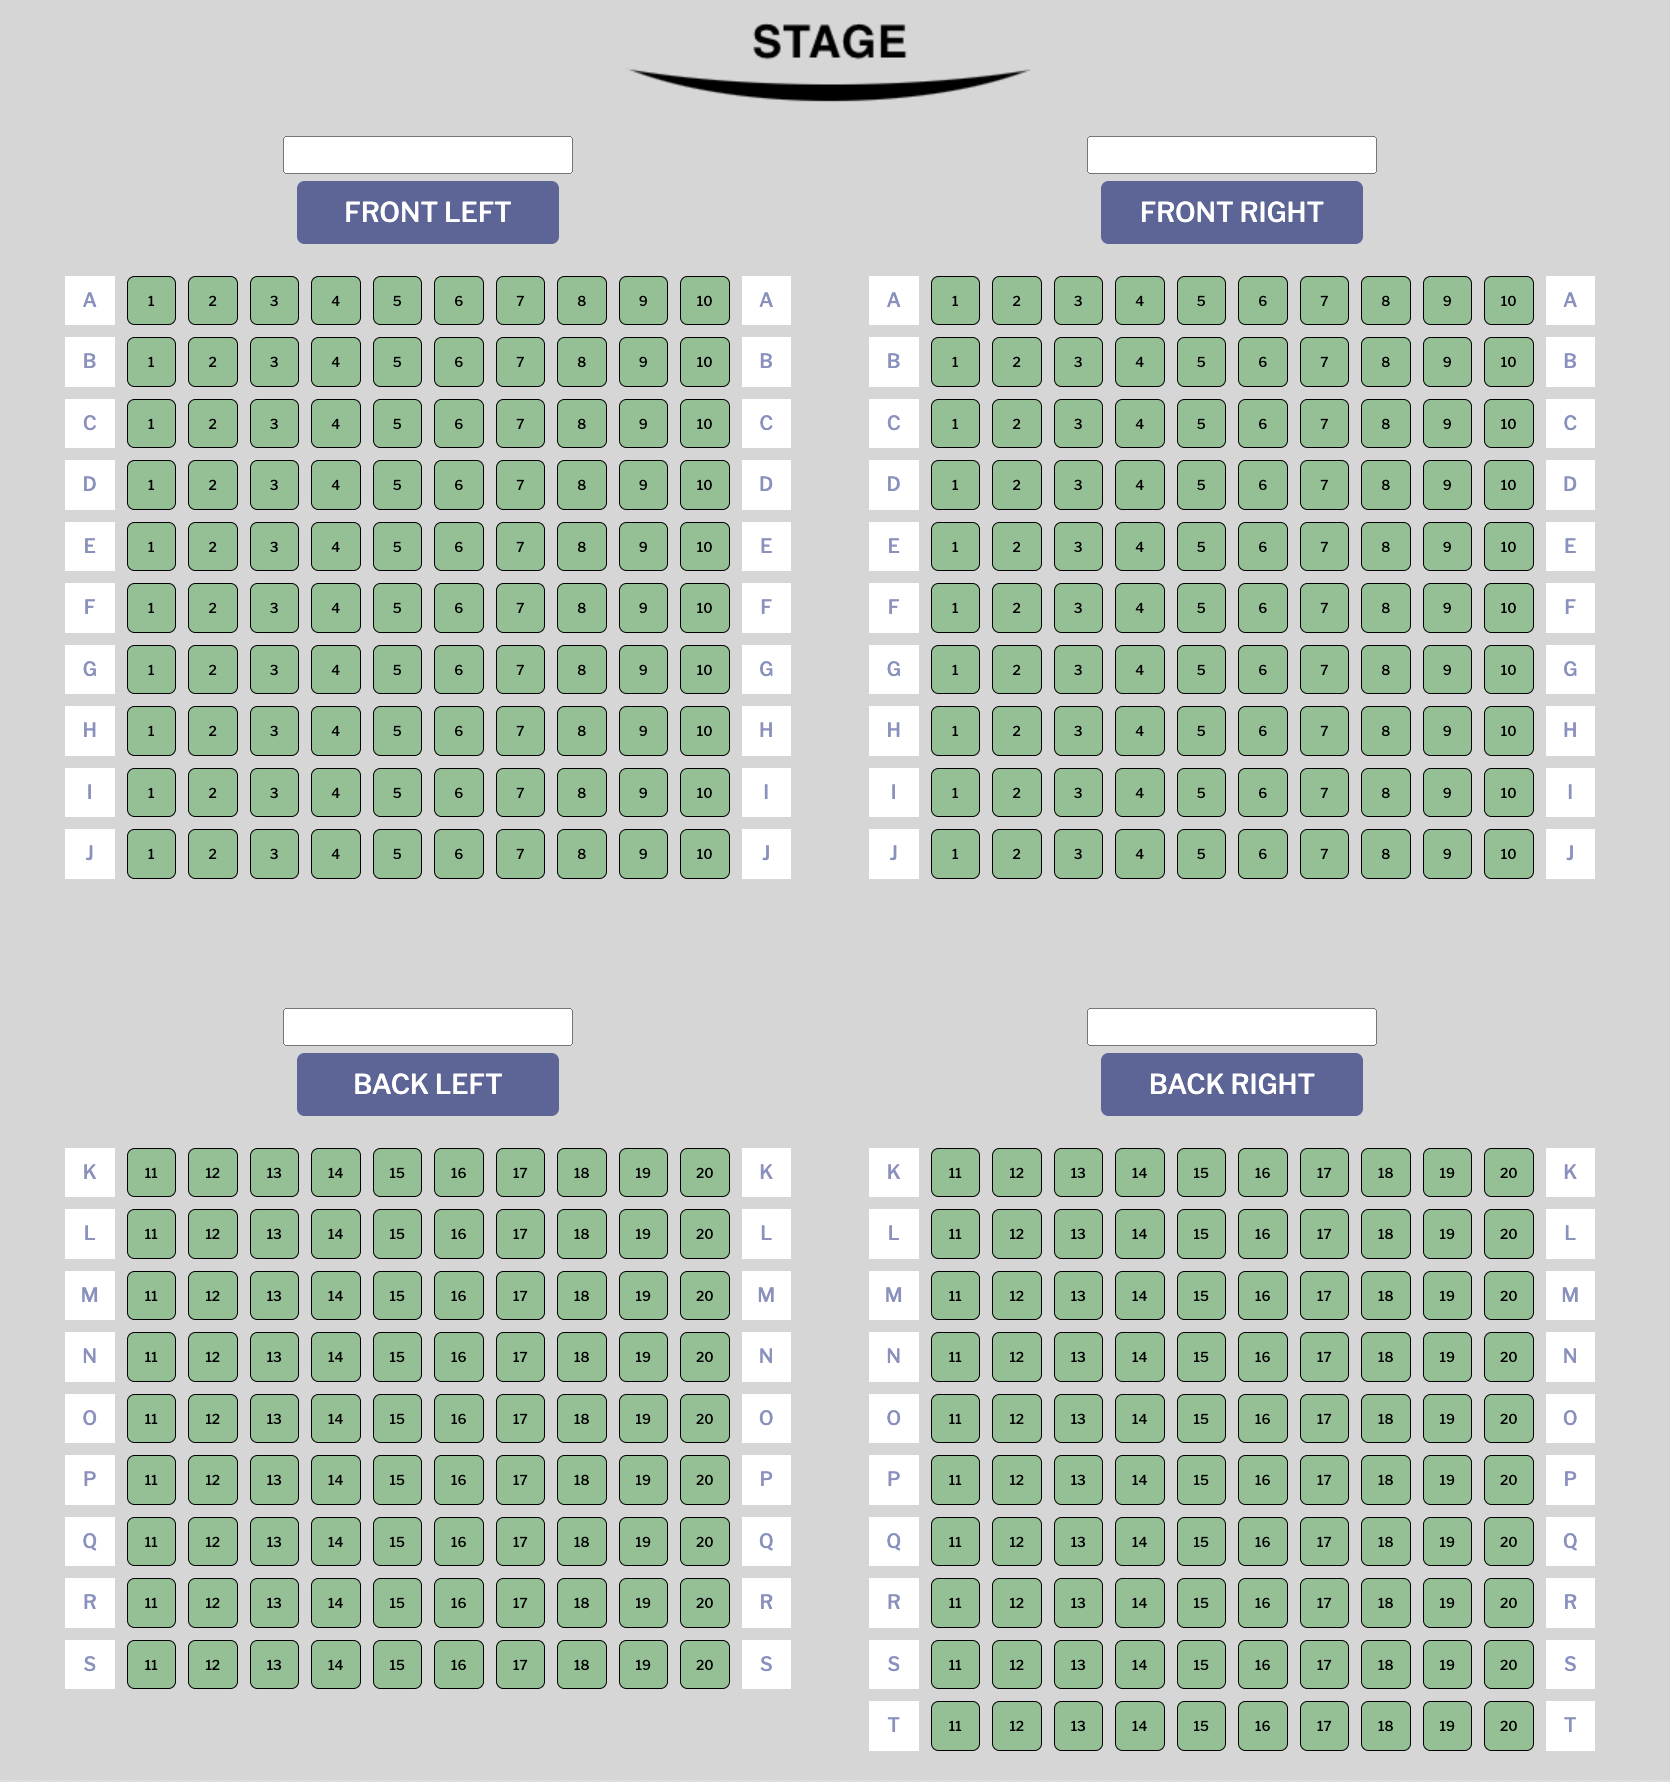 STAGE
FRONT LEFT
A 1 2 3 4 5 6 7 8 9 10 A
B 1 2 3 4 5 6 7 8 9 10 B
C 1 2 3 4 5 6 7 8 9 10 C
D 1 2 3 4 5 6 7 8 9 10 D
E 1 2 3 4 5 6 7 8 9 10 E
F 1 2 3 4 5 6 7 8 9 10 F
G 1 2 3 4 5 6 7 8 9 10 G
H 1 2 3 4 5 6 7 8 9 10 H
I 1 2 3 4 5 6 7 8 9 10 I
J 1 2 3 4 5 6 7 8 9 10 J
FRONT RIGHT
A 1 2 3 4 5 6 7 8 9 10 A
B 1 2 3 4 5 6 7 8 9 10 B
C 1 2 3 4 5 6 7 8 9 10 C
D 1 2 3 4 5 6 7 8 9 10 D
E 1 2 3 4 5 6 7 8 9 10 E
F 1 2 3 4 5 6 7 8 9 10 F
G 1 2 3 4 5 6 7 8 9 10 G
H 1 2 3 4 5 6 7 8 9 10 H
I 1 2 3 4 5 6 7 8 9 10 I
J 1 2 3 4 5 6 7 8 9 10 J
BACK LEFT
K 11 12 13 14 15 16 17 18 19 20 K
L 11 12 13 14 15 16 17 18 19 20 L
M 11 12 13 14 15 16 17 18 19 20 M
N 11 12 13 14 15 16 17 18 19 20 N
O 11 12 13 14 15 16 17 18 19 20 O
P 11 12 13 14 15 16 17 18 19 20 P
Q 11 12 13 14 15 16 17 18 19 20 Q
R 11 12 13 14 15 16 17 18 19 20 R
S 11 12 13 14 15 16 17 18 19 20 S
BACK RIGHT
K 11 12 13 14 15 16 17 18 19 20 K
L 11 12 13 14 15 16 17 18 19 20 L
M 11 12 13 14 15 16 17 18 19 20 M
N 11 12 13 14 15 16 17 18 19 20 N
O 11 12 13 14 15 16 17 18 19 20 O
P 11 12 13 14 15 16 17 18 19 20 P
Q 11 12 13 14 15 16 17 18 19 20 Q
R 11 12 13 14 15 16 17 18 19 20 R
S 11 12 13 14 15 16 17 18 19 20 S
T 11 12 13 14 15 16 17 18 19 20 T